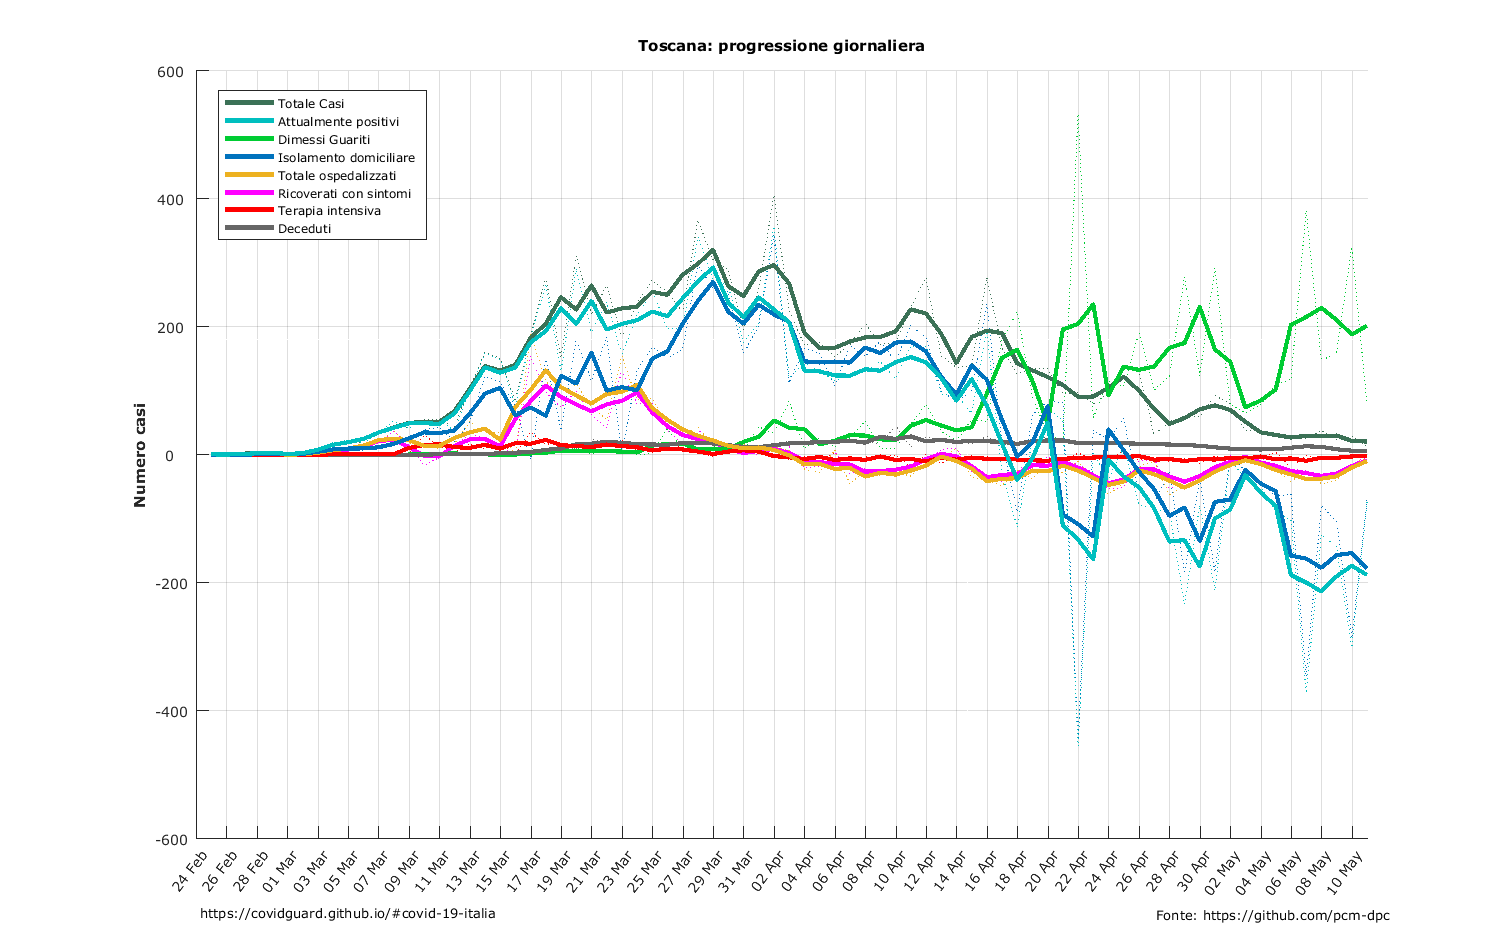 Toscana: progressione giornaliera
Numero casi
600
400
200
0
-200
-400
-600
Totale Casi
Attualmente positivi
Dimessi Guariti
Isolamento domiciliare
Totale ospedalizzati
Ricoverati con sintomi
Terapia intensiva
Deceduti
24 Feb
26 Feb
28 Feb
01 Mar
03 Mar
05 Mar
07 Mar
09 Mar
11 Mar
13 Mar
15 Mar
17 Mar
19 Mar
21 Mar
23 Mar
25 Mar
27 Mar
29 Mar
31 Mar
02 Apr
04 Apr
06 Apr
08 Apr
10 Apr
12 Apr
14 Apr
16 Apr
18 Apr
20 Apr
22 Apr
24 Apr
26 Apr
28 Apr
30 Apr
02 May
04 May
06 May
08 May
10 May
https://covidguard.github.io/#covid-19-italia
Fonte: https://github.com/pcm-dpc